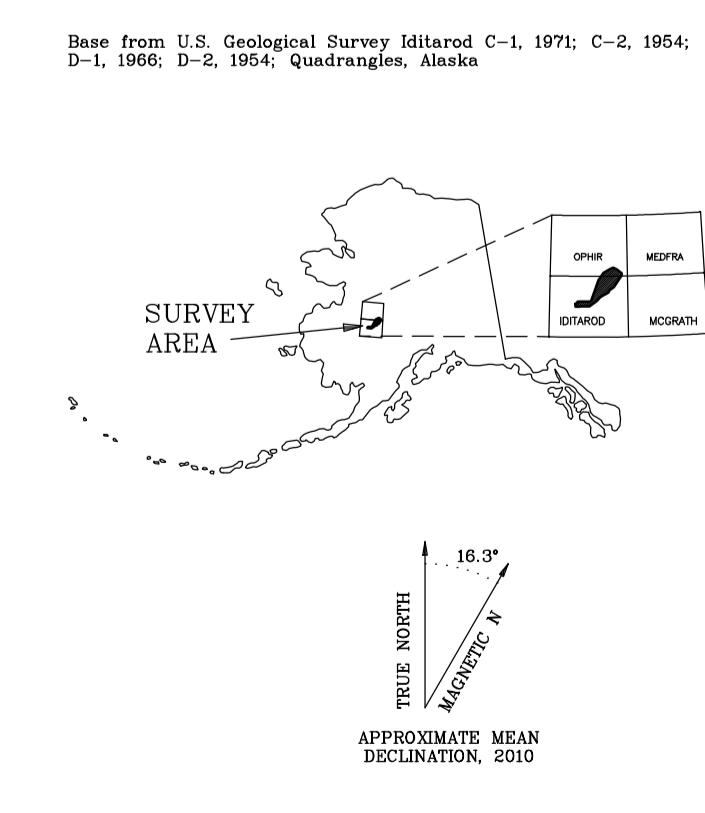 Base from U.S. Geological Survey Iditarod C-1, 1971; C-2, 1954;
D-1, 1966; D-2, 1954; Quadrangles, Alaska
OPHIR
MEDFRA
SURVEY
AREA
IDITAROD
MCGRATH
16.3°
TRUE NORTH
MAGNETIC N
APPROXIMATE MEAN
DECLINATION, 2010